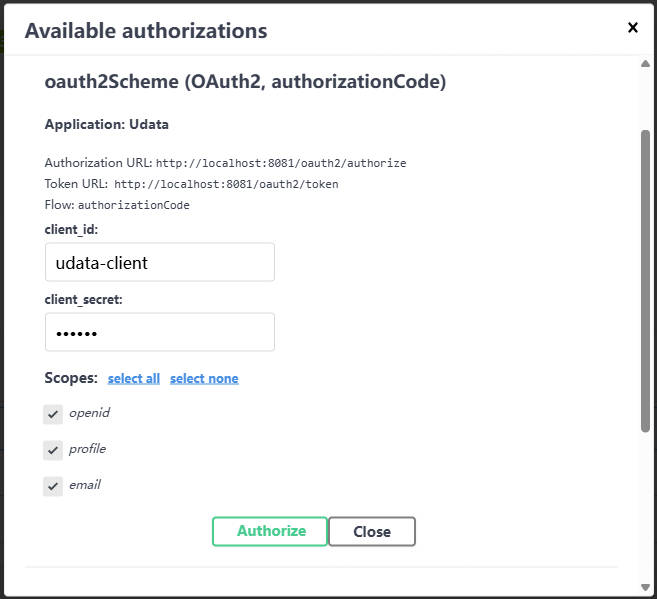 Available authorizations
×
oauth2Scheme (OAuth2, authorizationCode)
Application: Udata
Authorization URL: http://localhost:8081/oauth2/authorize
Token URL: http://localhost:8081/oauth2/token
Flow: authorizationCode
client_id:
udata-client
client_secret:
••••••
Scopes: select all select none
openid
profile
email
Authorize Close